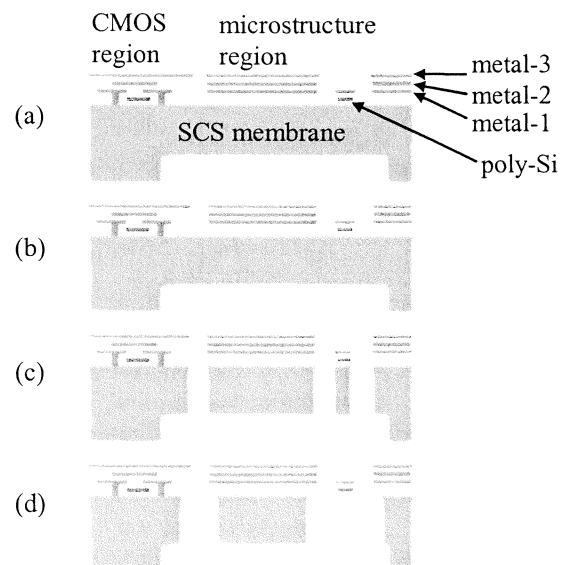 CMOS region
microstructure region
metal-3
metal-2
metal-1
(a)
SCS membrane
poly-Si
(b)
(c)
(d)